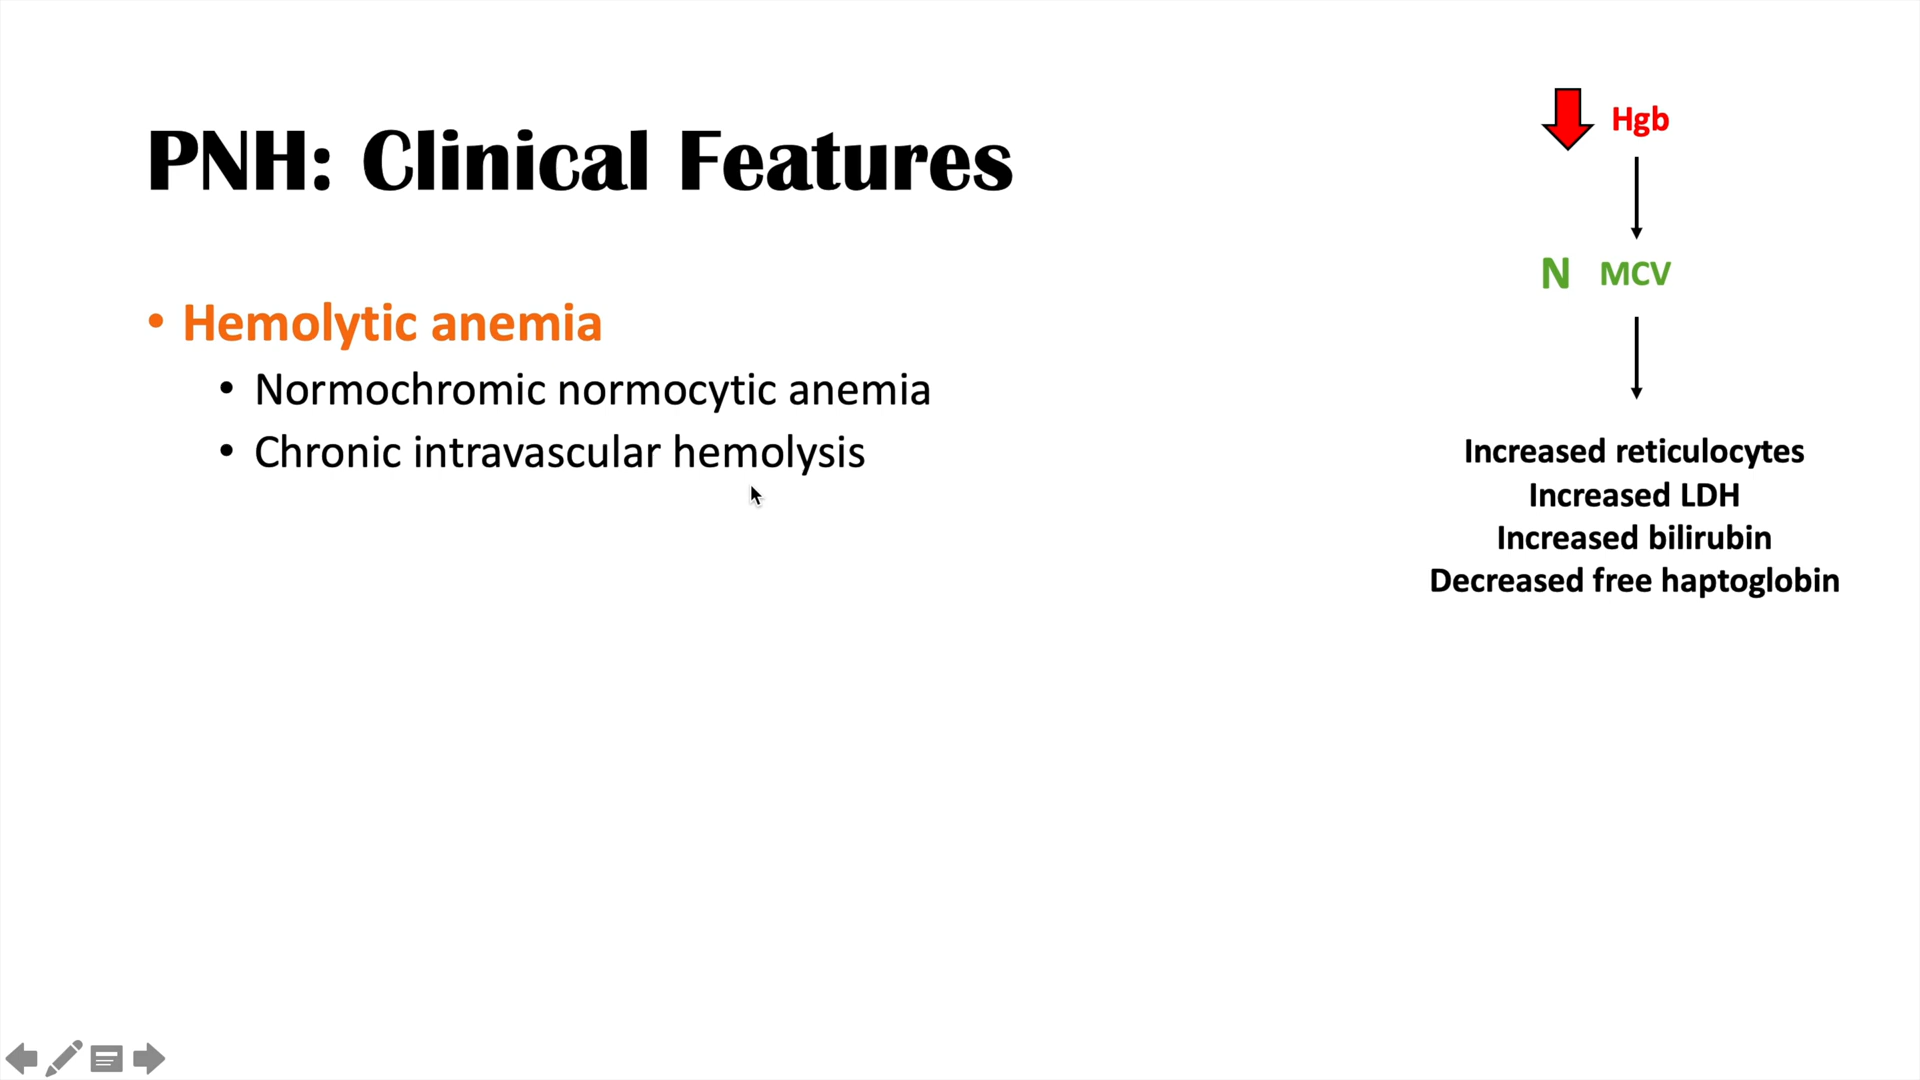 PNH: Clinical Features
• Hemolytic anemia
• Normochromic normocytic anemia
• Chronic intravascular hemolysis
Hgb
N MCV
Increased reticulocytes
Increased LDH
Increased bilirubin
Decreased free haptoglobin